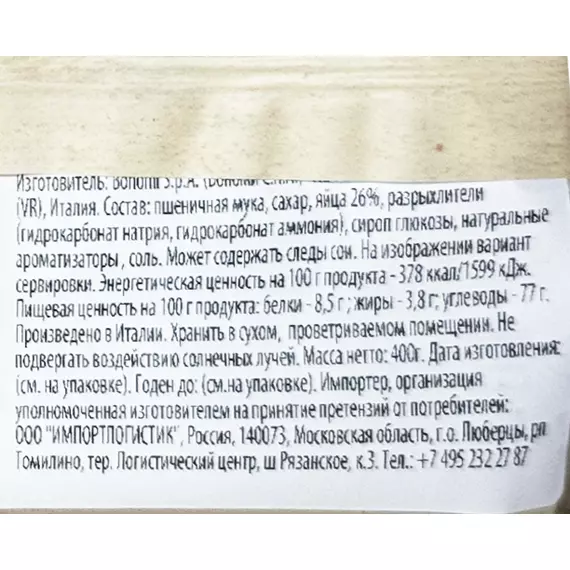 Изготовитель: Bonomi S.p.A.
(VR), Италия. Состав: пшеничная мука, сахар, яйца 26%, разрыхлители
(гидрокарбонат натрия, гидрокарбонат аммония), сироп глюкозы, натуральные
ароматизаторы, соль. Может содержать следы сои. На изображении вариант
сервировки. Энергетическая ценность на 100 г продукта - 378 ккал/1599 кДж.
Пищевая ценность на 100 г продукта: белки - 8,5 г; жиры - 3,8 г; углеводы - 77 г.
Произведено в Италии. Хранить в сухом, проветриваемом помещении. Не
подвергать воздействию солнечных лучей. Масса нетто: 400г. Дата изготовления:
(см. на упаковке). Годен до: (см. на упаковке). Импортер, организация
уполномоченная изготовителем на принятие претензий от потребителей:
ООО "ИМПОРТЛОГИСТИК", Россия, 140073, Московская область, г.о. Люберцы, рп
Томилино, тер. Логистический центр, ш Рязанское, к.3. Тел.: +7 495 232 27 87